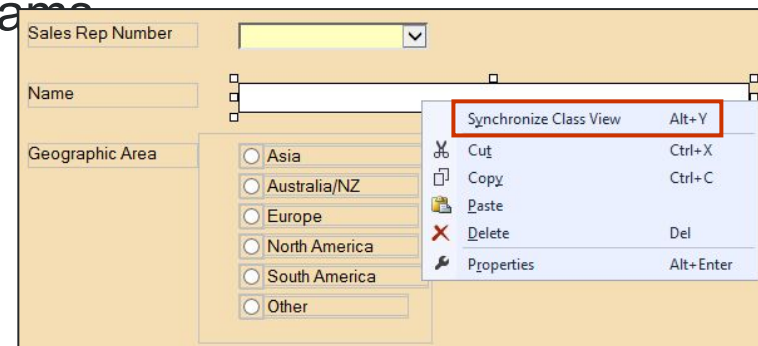 Sales Rep Number
Name
Synchronize Class View Alt+Y
Cut Ctrl+X
Copy Ctrl+C
Paste
Delete Del
Properties Alt+Enter
Geographic Area
Asia
Australia/NZ
Europe
North America
South America
Other